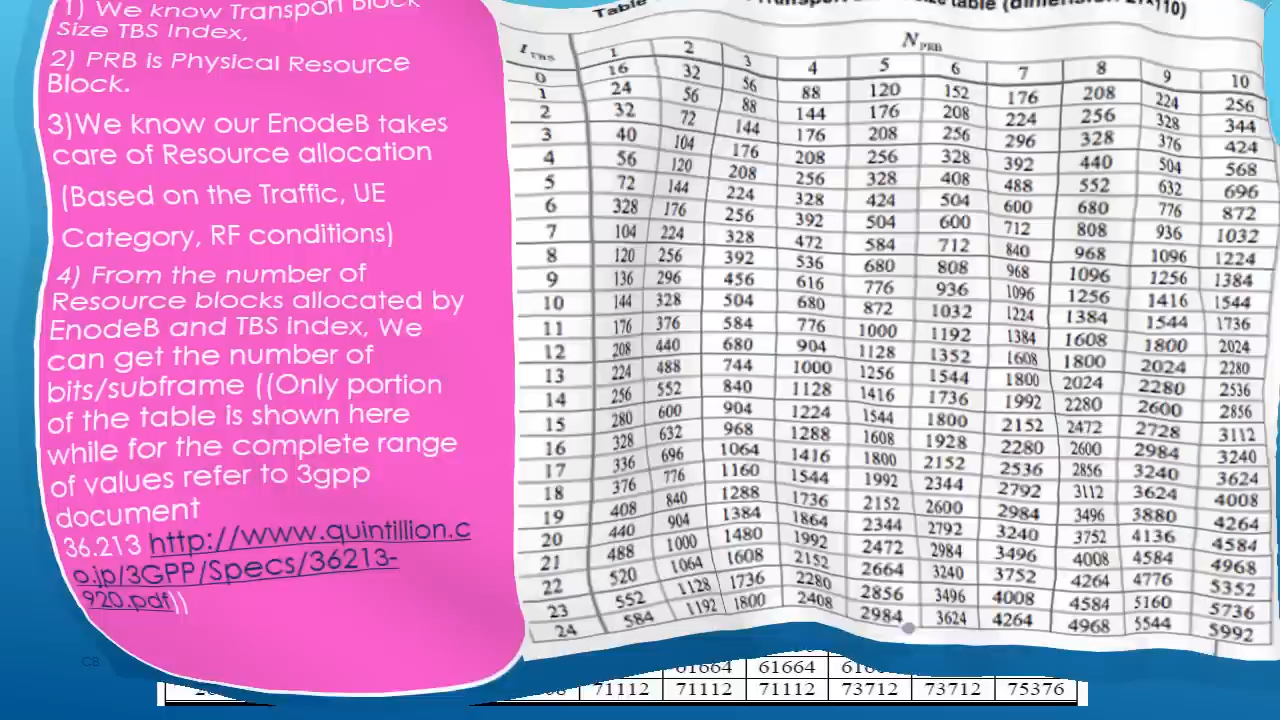 1) We know Transport Block
Size TBS Index,
2) PRB is Physical Resource
Block.
3)We know our EnodeB takes
care of Resource allocation
(Based on the Traffic, UE
Category, RF conditions)
4) From the number of
Resource blocks allocated by
EnodeB and TBS index, We
can get the number of
bits/subframe ((Only portion
of the table is shown here
while for the complete range
of values refer to 3gpp
document
36.213 http://www.quintillion.c
o.jp/3GPP/Specs/36213-
920.pdf))
CB
Table Transport size table (dimension 27×110)
I TBS N PRB
1 2 3 4 5 6 7 8 9 10
0 16 32 56 88 120 152 176 208 224 256
1 24 56 88 144 176 208 224 256 328 344
2 32 72 144 176 208 256 296 328 376 424
3 40 104 176 208 256 328 392 440 504 568
4 56 120 208 256 328 408 488 552 632 696
5 72 144 224 328 424 504 600 680 776 872
6 328 176 256 392 504 600 712 808 936 1032
7 104 224 328 472 584 712 840 968 1096 1224
8 120 256 392 536 680 808 968 1096 1256 1384
9 136 296 456 616 776 936 1096 1256 1416 1544
10 144 328 504 680 872 1032 1224 1384 1544 1736
11 176 376 584 776 1000 1192 1384 1608 1800 2024
12 208 440 680 904 1128 1352 1608 1800 2024 2280
13 224 488 744 1000 1256 1544 1800 2024 2280 2536
14 256 552 840 1128 1416 1736 1992 2280 2600 2856
15 280 600 904 1224 1544 1800 2152 2472 2728 3112
16 328 632 968 1288 1608 1928 2280 2600 2984 3240
17 336 696 1064 1416 1800 2152 2536 2856 3240 3624
18 376 776 1160 1544 1992 2344 2792 3112 3624 4008
19 408 840 1288 1736 2152 2600 2984 3496 3880 4264
20 440 904 1384 1864 2344 2792 3240 3752 4136 4584
21 488 1000 1480 1992 2472 2984 3496 4008 4584 4968
22 520 1064 1608 2152 2664 3240 3752 4264 4776 5352
23 552 1128 1736 2280 2856 3496 4008 4584 5160 5736
24 584 1192 1800 2408 2984 3624 4264 4968 5544 5992
61664 61664
71112 71112 71112 73712 73712 75376